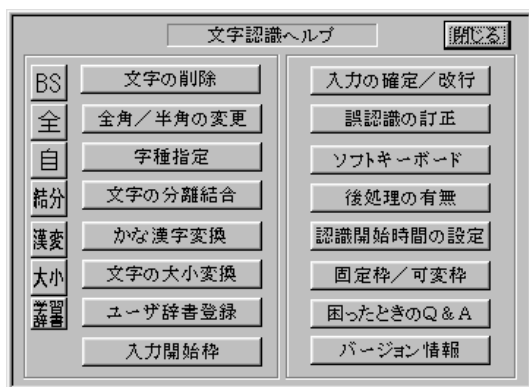 文字認識ヘルプ
閉じる
BS 文字の削除
全 全角／半角の変更
自 字種指定
結分 文字の分離結合
漢変 かな漢字変換
大小 文字の大小変換
学習辞書 ユーザ辞書登録
入力開始枠
入力の確定／改行
誤認識の訂正
ソフトキーボード
後処理の有無
認識開始時間の設定
固定枠／可変枠
困ったときのQ＆A
バージョン情報